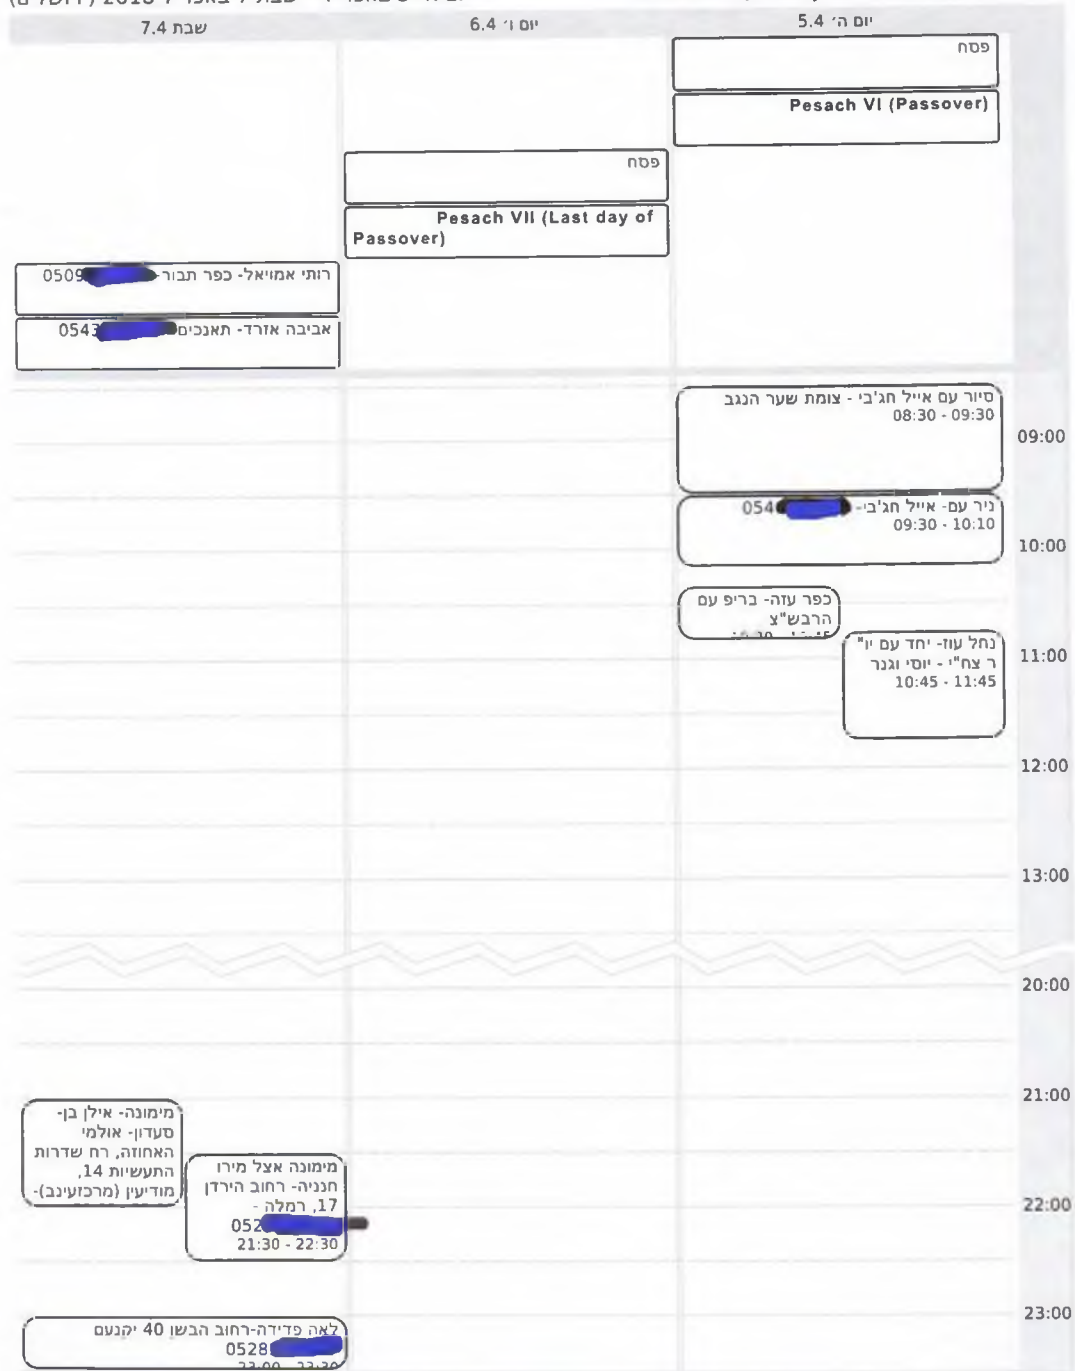 יום ה׳ 5.4
יום ו׳ 6.4
שבת 7.4
פסח
Pesach VI (Passover)
פסח
Pesach VII (Last day of
Passover)
רותי אמויאל- כפר תבור- 0509
אביבה אזרד- תאנכים 0543
סיור עם אייל חג'בי - צומת שער הנגב
08:30 - 09:30
ניר עם- אייל חג'בי- 054
09:30 - 10:10
כפר עזה- בריפ עם
הרבש"צ
נחל עוז- יחד עם יו"
ר צח"י - יוסי וגנר
10:45 - 11:45
09:00
10:00
11:00
12:00
13:00
20:00
21:00
22:00
23:00
מימונה אצל מירו
חנניה- רחוב הירדן
17, רמלה -
052
21:30 - 22:30
מימונה- אילן בן-
סעדון- אולמי
האחוזה, רח שדרות
התעשיות 14,
מודיעין (מרכזעינב)-
לאה פדידה-רחוב הבשן 40 יקנעם
0528
23:00 - 23:30